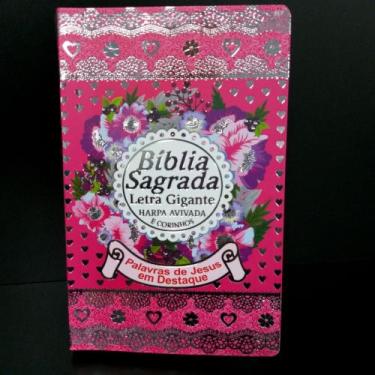 Bíblia
Sagrada
Letra Gigante
HARPA AVIVADA
E CORINHOS
Palavras de Jesus
em Destaque